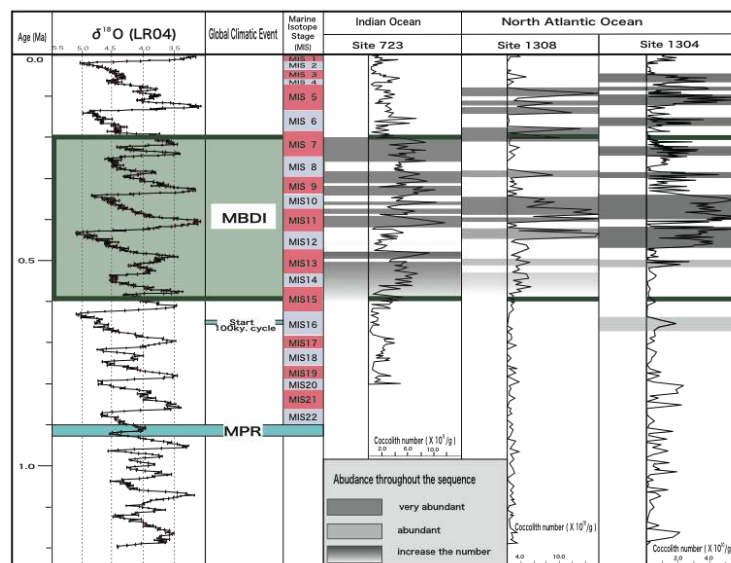 Age (Ma)
δ¹⁸O (LR04)
Global Climatic Event
Marine
Isotope
Stage
(MIS)
Indian Ocean
North Atlantic Ocean
Site 723
Site 1308
Site 1304
5.5 5.0 4.5 4.0 3.5
0.0
0.5
1.0
MIS 1
MIS 2
MIS 3
MIS 4
MIS 5
MIS 6
MIS 7
MIS 8
MIS 9
MIS10
MIS11
MIS12
MIS13
MIS14
MIS15
MIS16
MIS17
MIS18
MIS19
MIS20
MIS21
MIS22
MBDI
Start
100ky. cycle
MPR
Coccolith number ( X 10
/g)
4.0 6.0 10.0
Abudance throughout the sequence
very abundant
abundant
increase the number
Coccolith number ( X 10
/g)
4.0 10.0
Coccolith number ( X 10¹⁰/g)
2.0 4.0